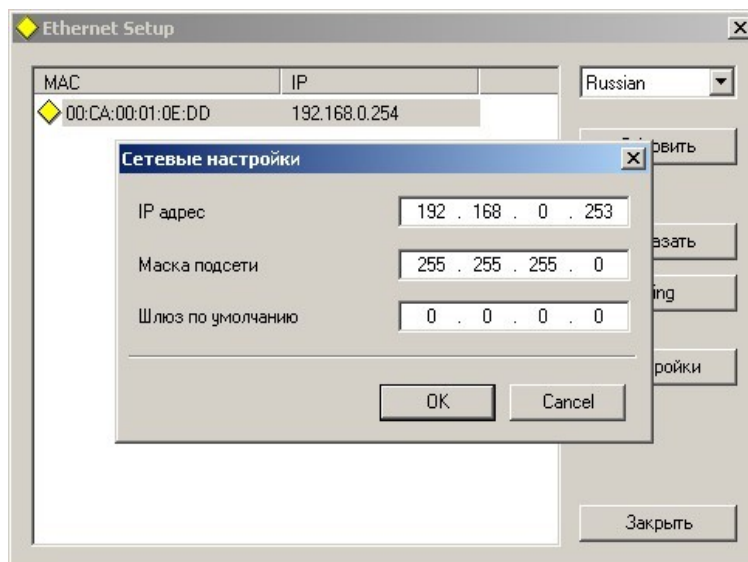 Ethernet Setup
MAC IP
Russian
00:CA:00:01:0E:DD 192.168.0.254
Сетевые настройки
IP адрес 192 . 168 . 0 . 253
Маска подсети 255 . 255 . 255 . 0
Шлюз по умолчанию 0 . 0 . 0 . 0
OK Cancel
Закрыть